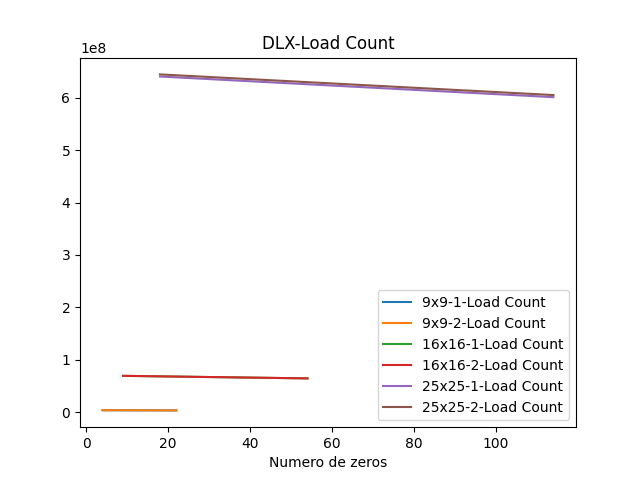 DLX-Load Count
1e8
6
5
4
3
2
1
0
0 20 40 60 80 100
Numero de zeros
9x9-1-Load Count
9x9-2-Load Count
16x16-1-Load Count
16x16-2-Load Count
25x25-1-Load Count
25x25-2-Load Count